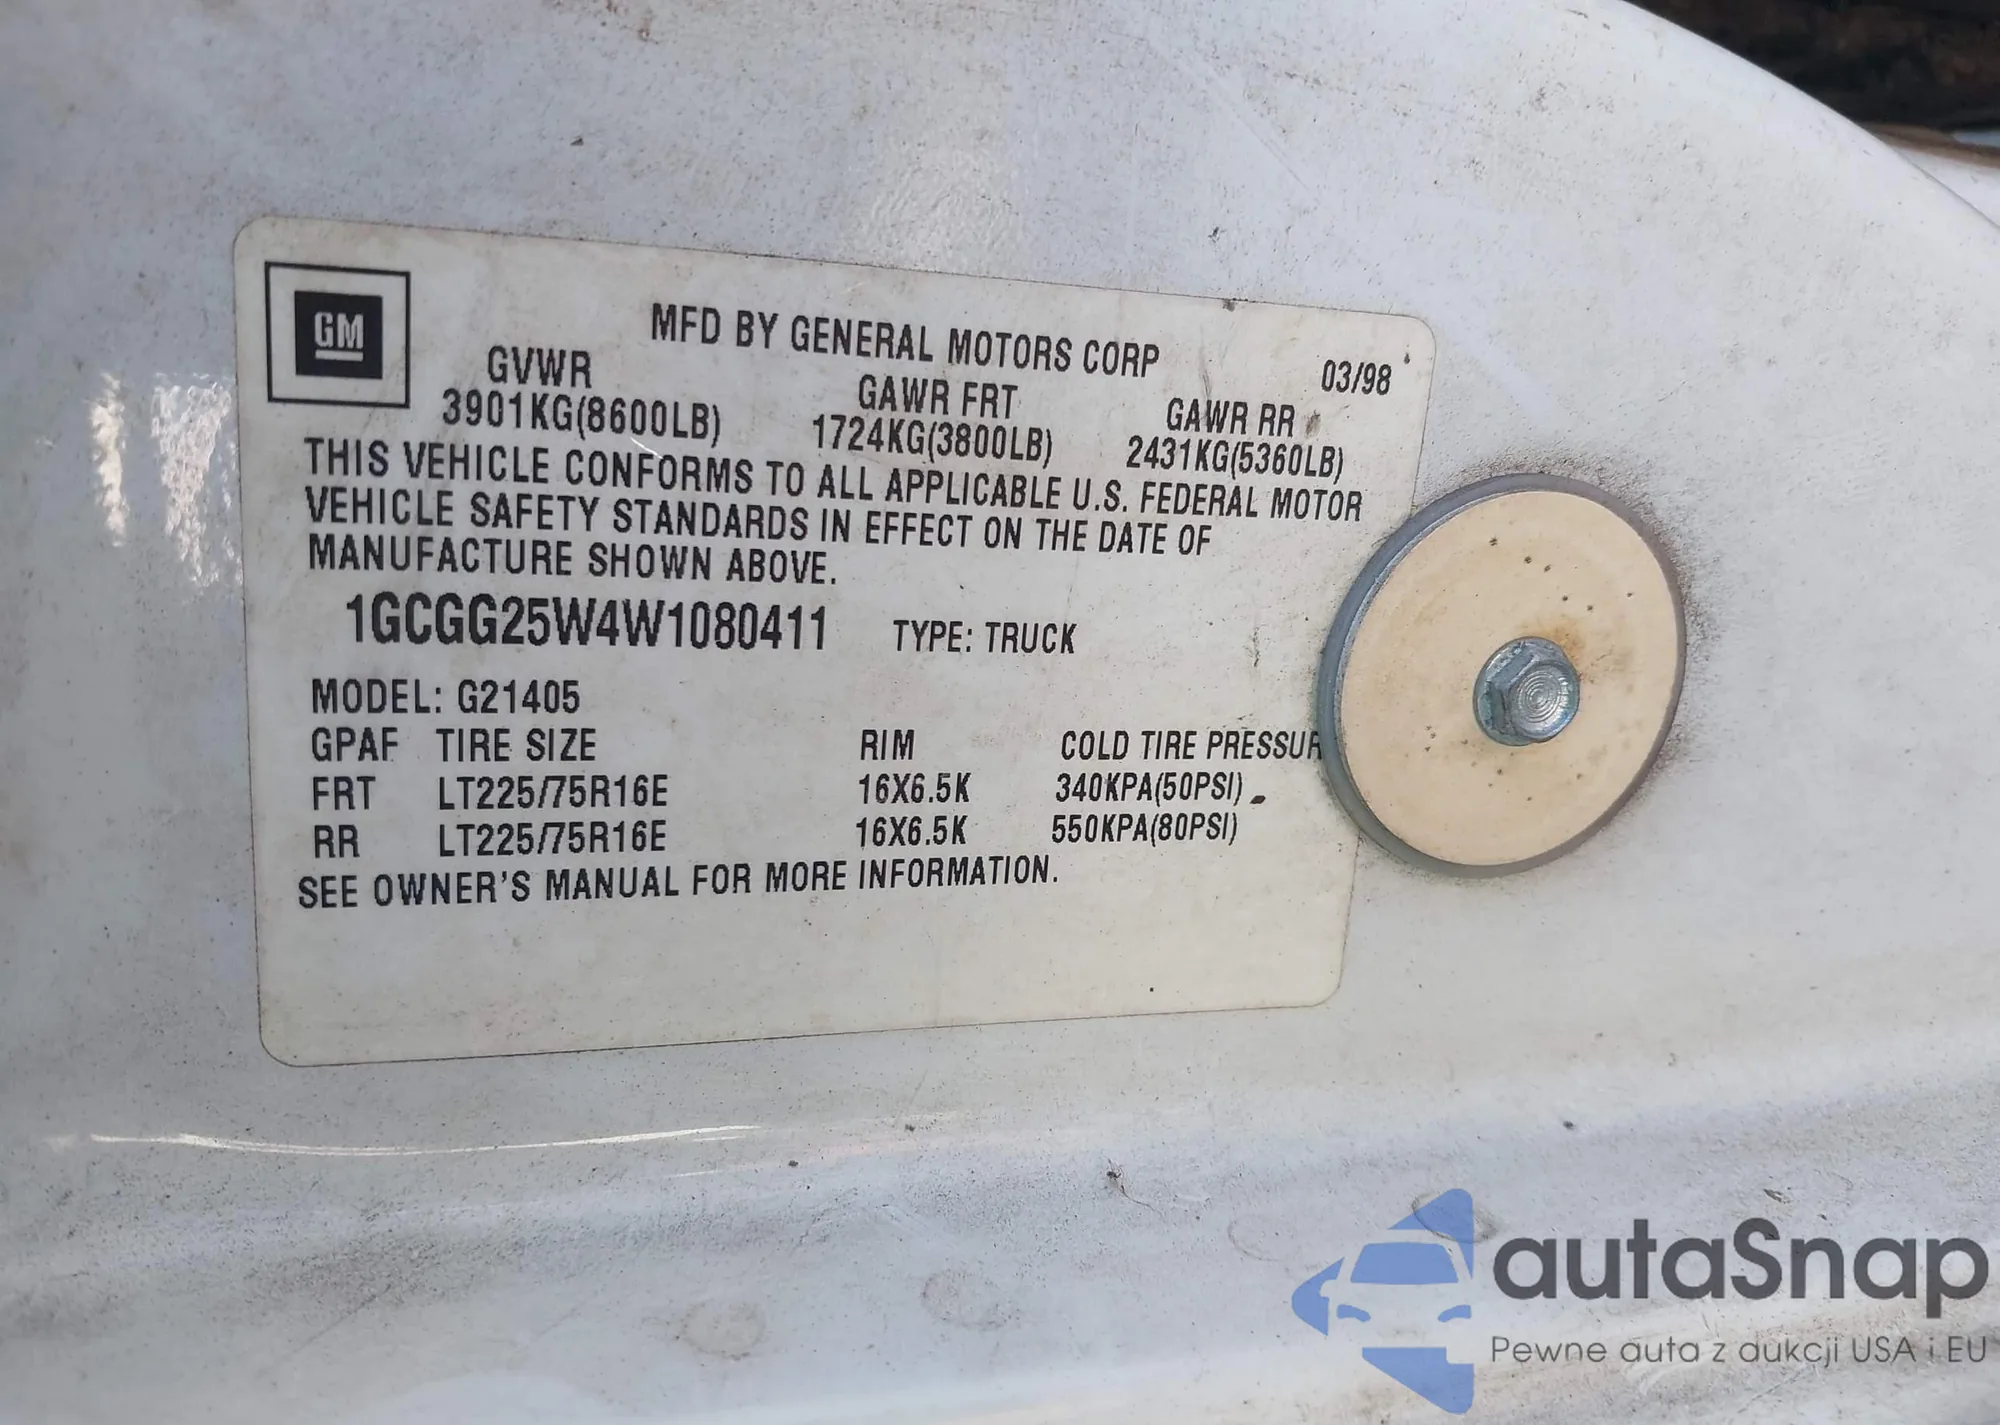 GM
MFD BY GENERAL MOTORS CORP
03/98
GVWR GAWR FRT GAWR RR
3901KG(8600LB) 1724KG(3800LB) 2431KG(5360LB)
THIS VEHICLE CONFORMS TO ALL APPLICABLE U.S. FEDERAL MOTOR
VEHICLE SAFETY STANDARDS IN EFFECT ON THE DATE OF
MANUFACTURE SHOWN ABOVE.
1GCGG25W4W1080411 TYPE: TRUCK
MODEL: G21405
GPAF TIRE SIZE RIM COLD TIRE PRESSUR
FRT LT225/75R16E 16X6.5K 340KPA(50PSI)
RR LT225/75R16E 16X6.5K 550KPA(80PSI)
SEE OWNER'S MANUAL FOR MORE INFORMATION.
autaSnap
Pewne auta z aukcji USA i EU